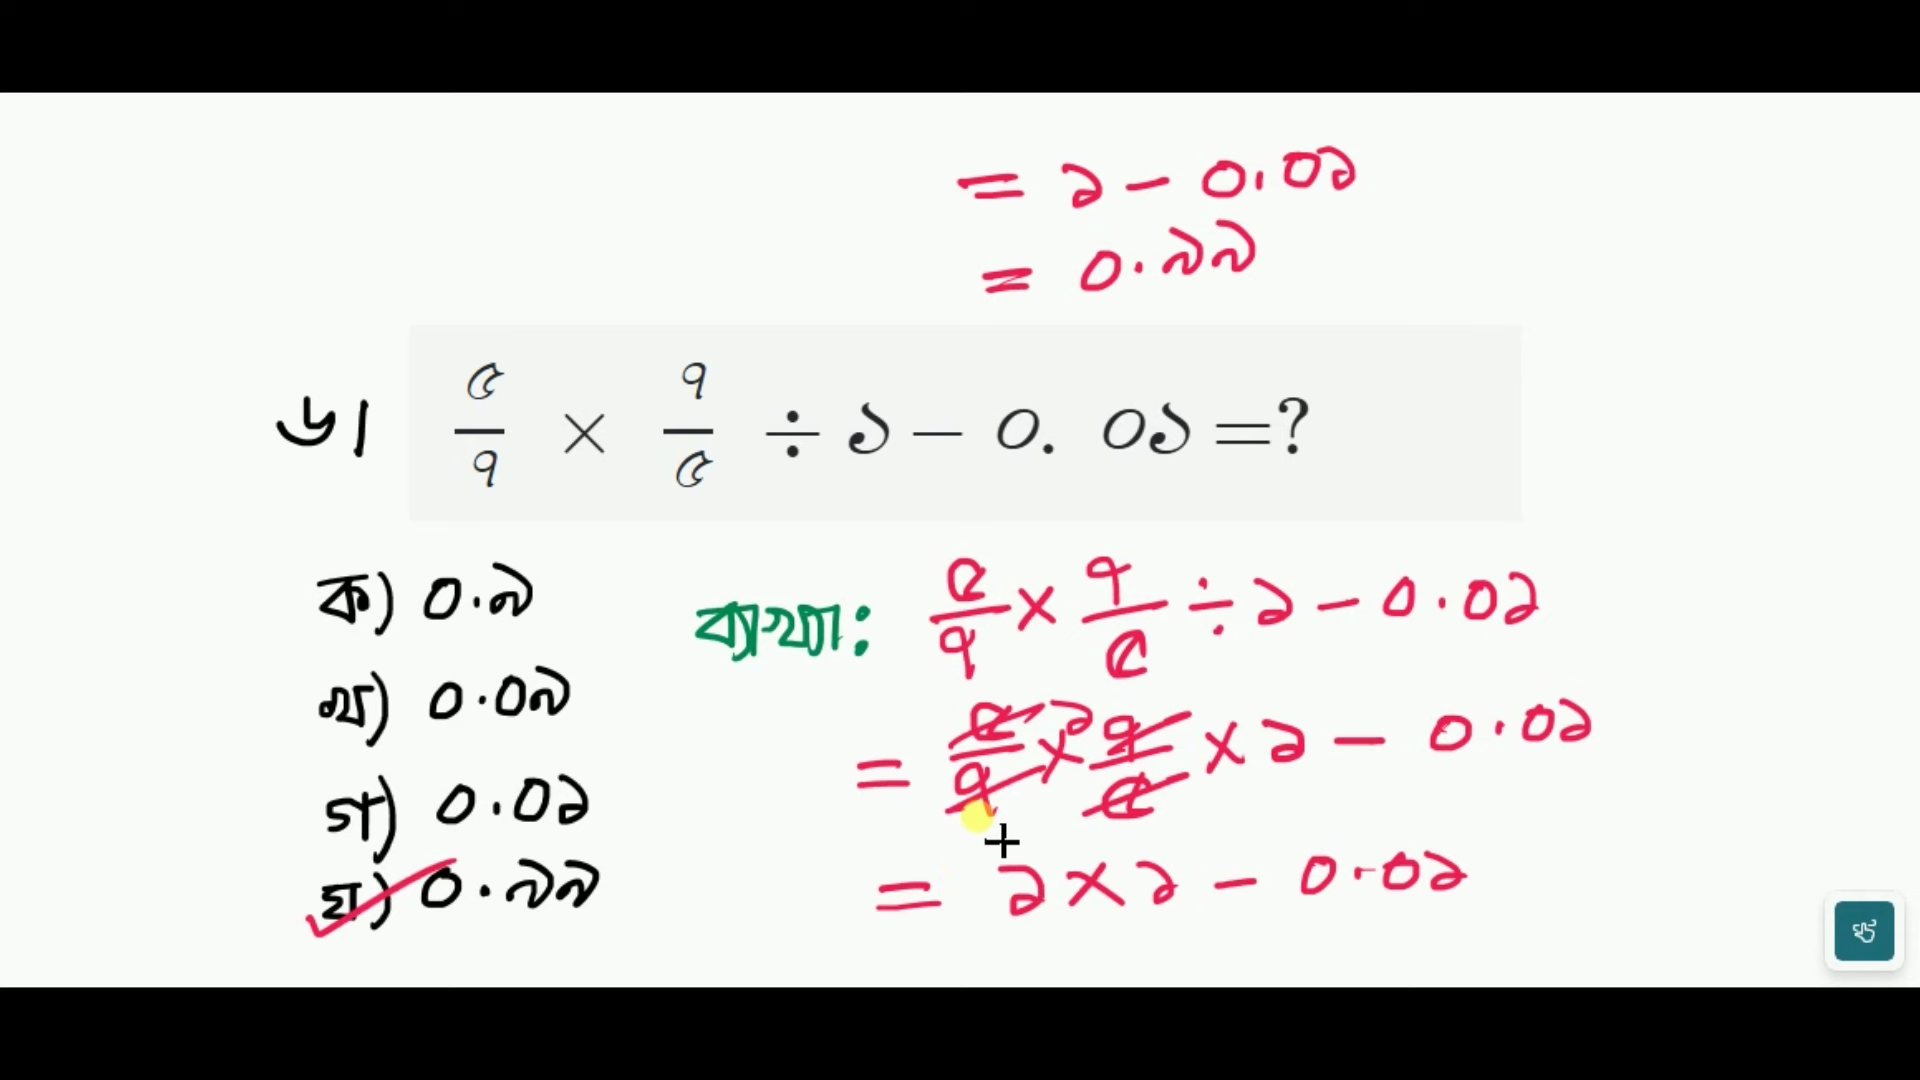 = ১ - ০.০১
= ০.৯৯
৬। ৫/৭ × ৭/৫ ÷ ১ - ০. ০১ =?
ক) ০.৯
খ) ০.০৯
গ) ০.০১
ঘ) ০.৯৯
ব্যাখ্যা: ৫/৭ × ৭/৫ ÷ ১ - ০.০১
= ৫/৭ × ৭/৫ × ১ - ০.০১
১
= ১ × ১ - ০.০১